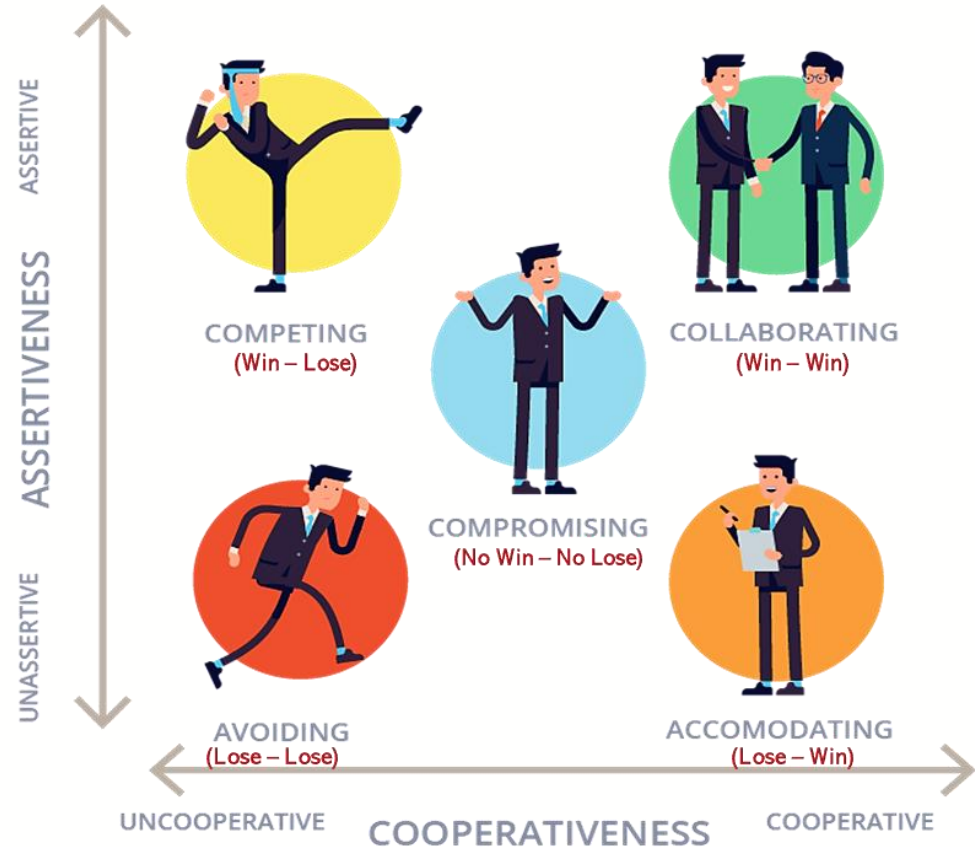 ASSERTIVE
ASSERTIVENESS
UNASSERTIVE
COMPETING
(Win – Lose)
COLLABORATING
(Win – Win)
COMPROMISING
(No Win – No Lose)
AVOIDING
(Lose – Lose)
ACCOMODATING
(Lose – Win)
UNCOOPERATIVE
COOPERATIVENESS
COOPERATIVE